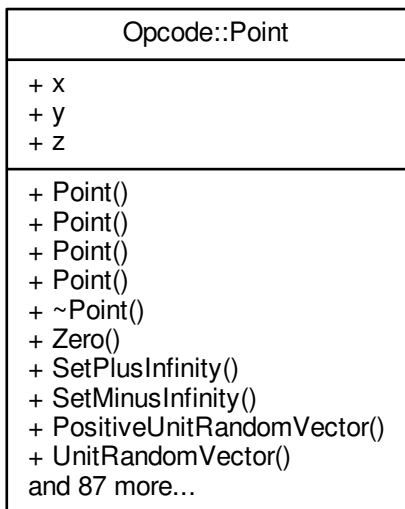 Opcode::Point
+ x
+ y
+ z
+ Point()
+ Point()
+ Point()
+ Point()
+ ~Point()
+ Zero()
+ SetPlusInfinity()
+ SetMinusInfinity()
+ PositiveUnitRandomVector()
+ UnitRandomVector()
and 87 more...